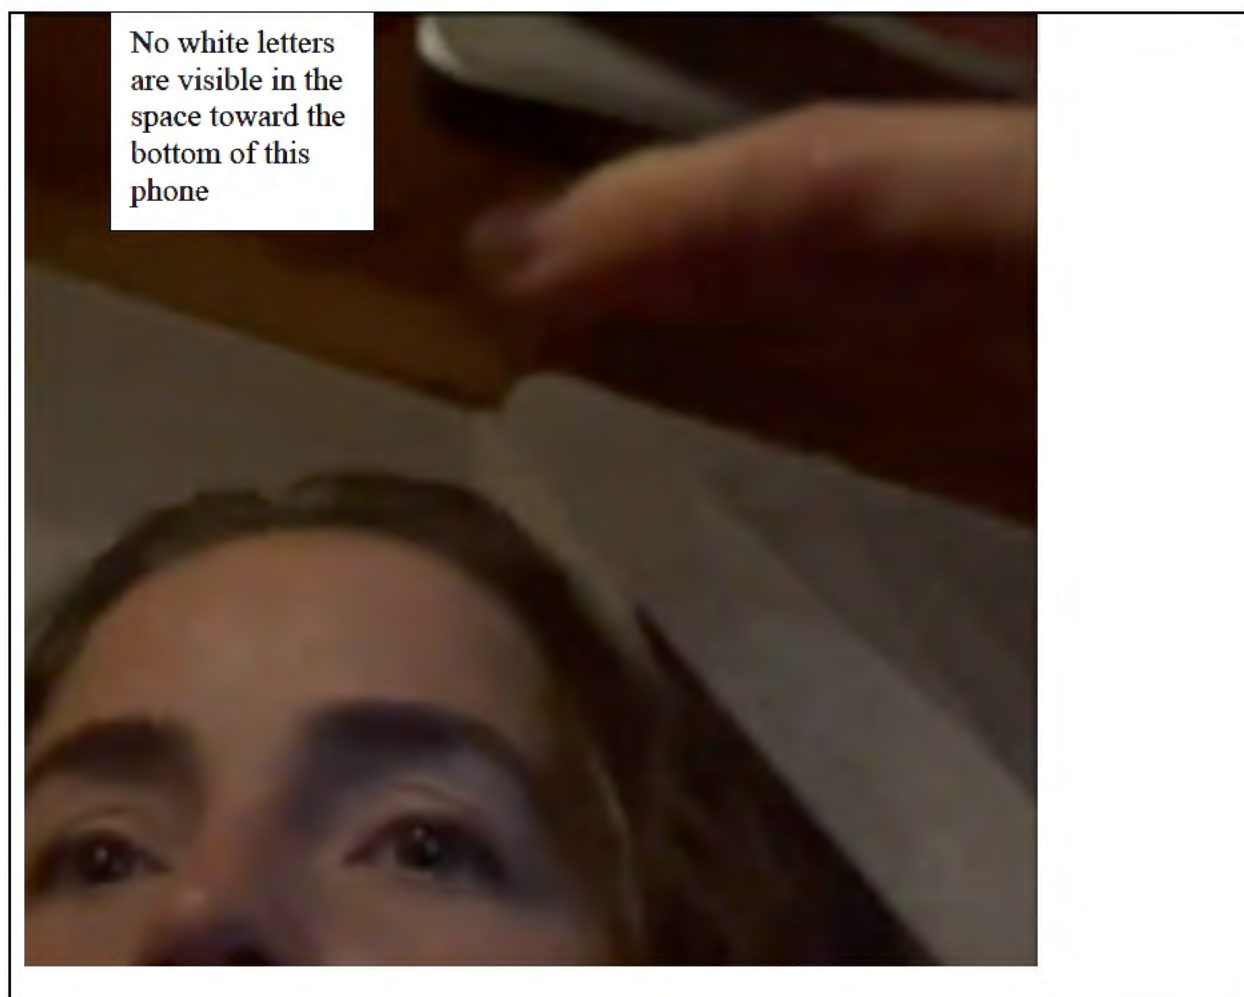 No white letters
are visible in the
space toward the
bottom of this
phone